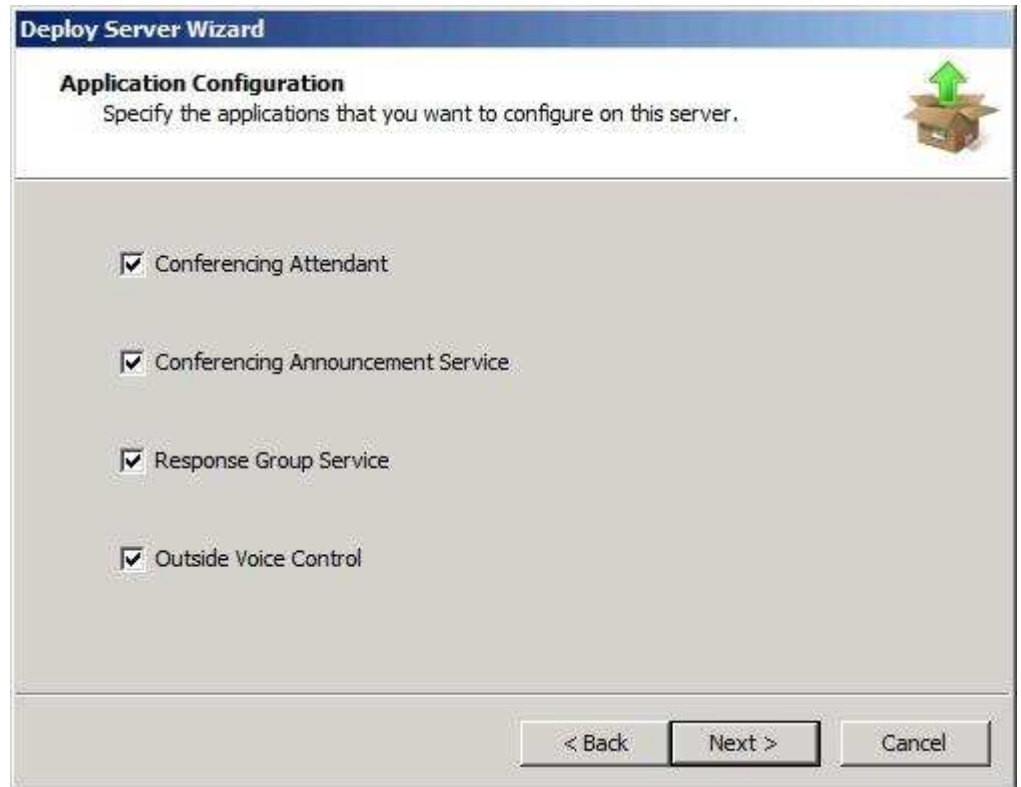 Deploy Server Wizard
Application Configuration
Specify the applications that you want to configure on this server.
Conferencing Attendant
Conferencing Announcement Service
Response Group Service
Outside Voice Control
< Back Next > Cancel